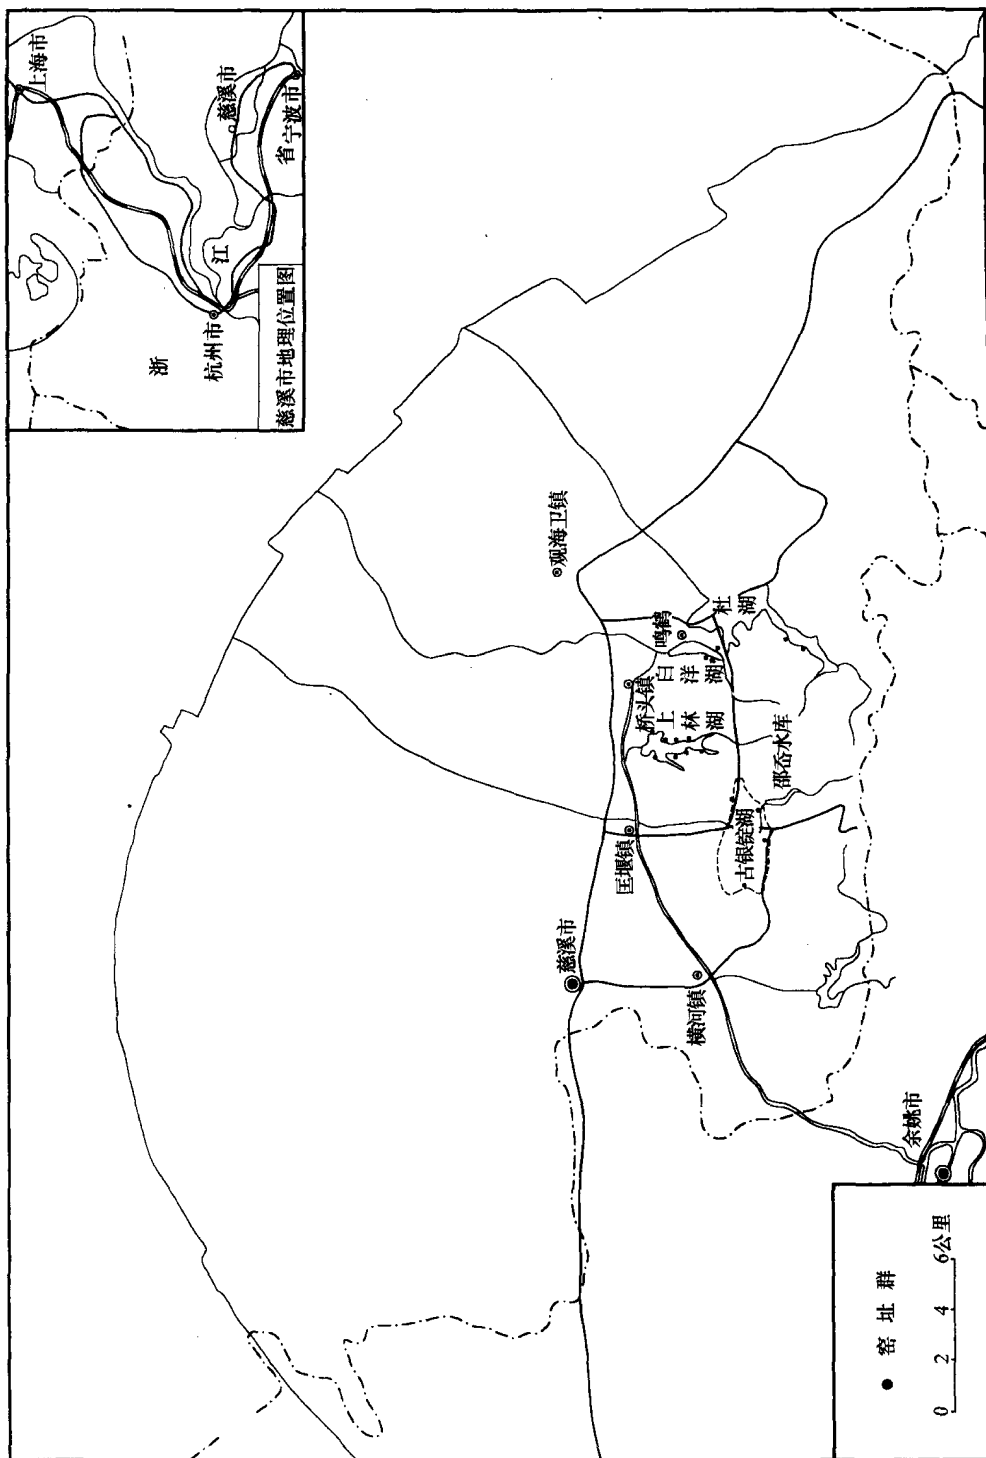 上海市
慈溪市
省宁波市
江
浙
杭州市
慈溪市地理位置图
观海卫镇
鸣鹤
杜湖
白洋湖
桥头镇
上林湖
邵岙水库
古银锭湖
匡堰镇
慈溪市
横河镇
余姚市
窑址群
0 2 4 6公里